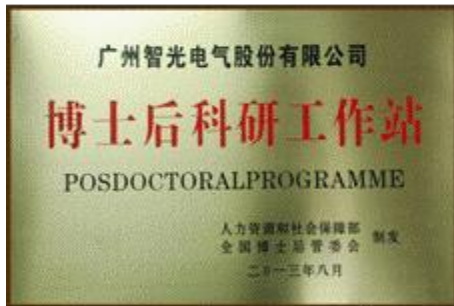 广州智光电气股份有限公司
博士后科研工作站
POSDOCTORALPROGRAMME
人力资源和社会保障部
全国博士后管委会
制发
二〇一三年八月